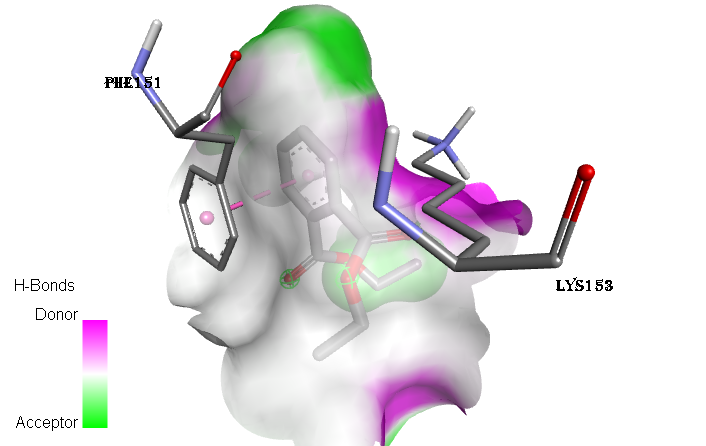 PHE151
LYS153
H-Bonds
Donor
Acceptor